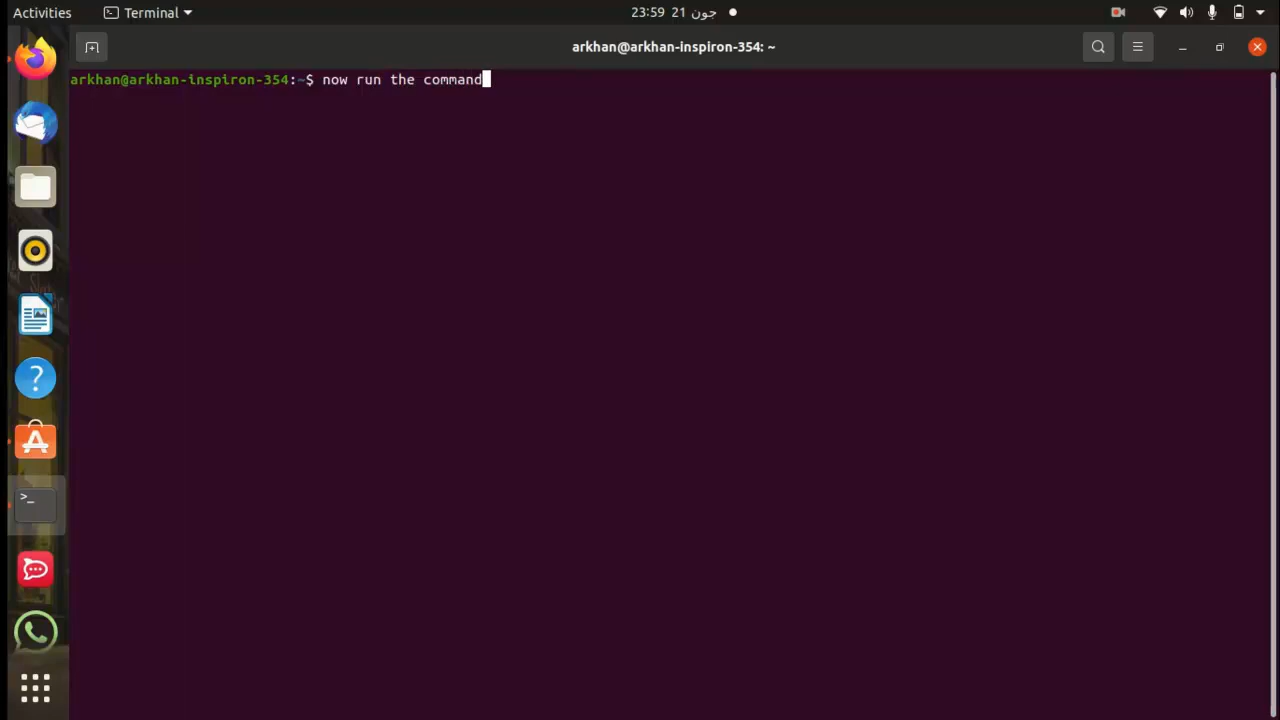 Activities
Terminal
23:59 21 جون
arkhan@arkhan-inspiron-354: ~
arkhan@arkhan-inspiron-354:~$ now run the command